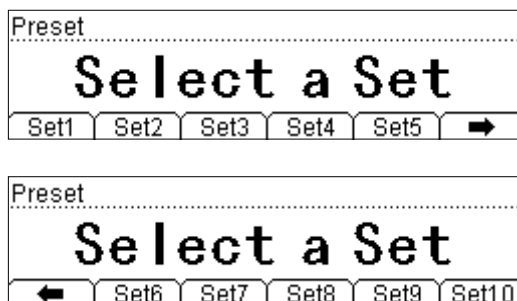 Preset
Select a Set
Set1 Set2 Set3 Set4 Set5 ➡
Preset
Select a Set
⬅ Set6 Set7 Set8 Set9 Set10